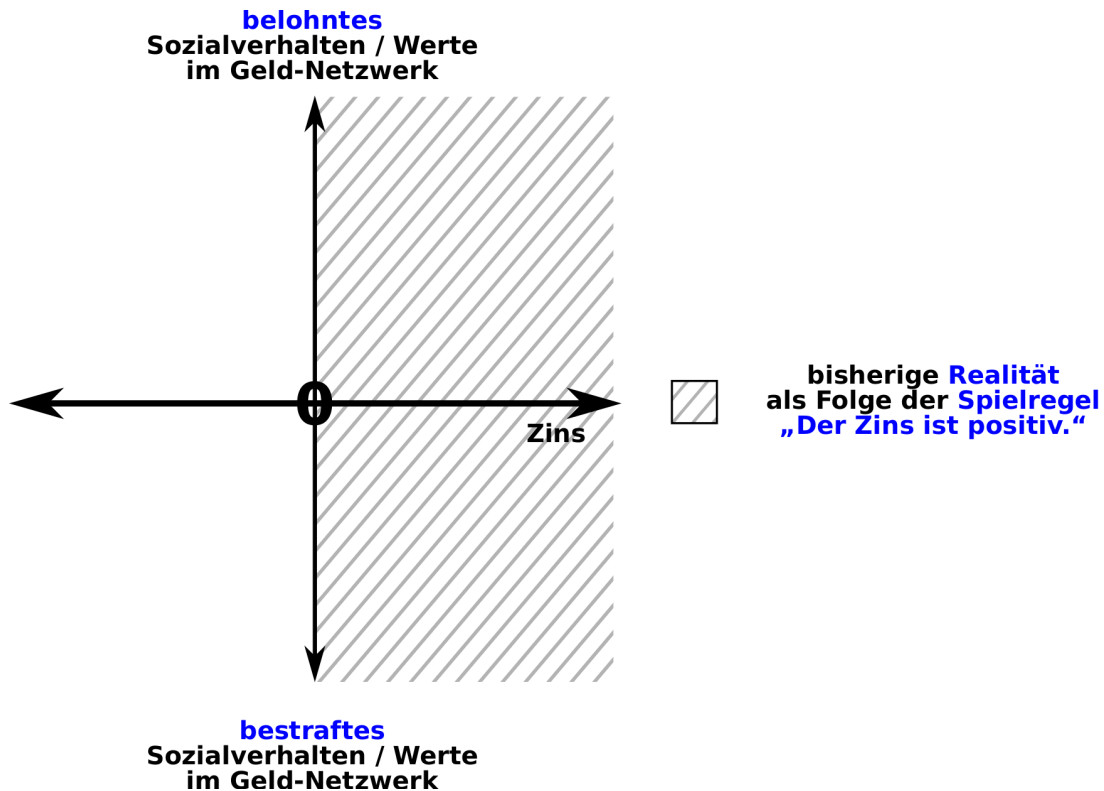 belohntes
Sozialverhalten / Werte
im Geld-Netzwerk
0
Zins
bisherige Realität
als Folge der Spielregel
„Der Zins ist positiv.“
bestraftes
Sozialverhalten / Werte
im Geld-Netzwerk